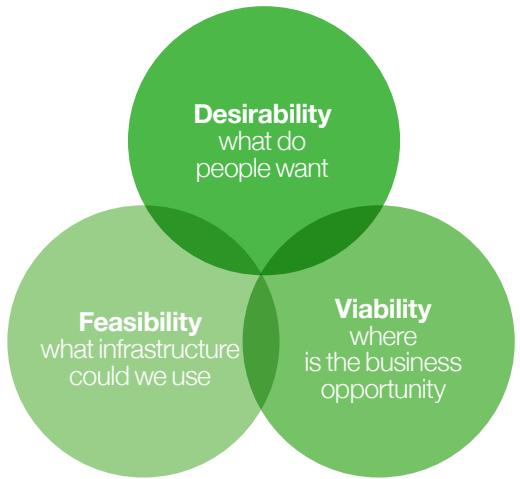 Desirability
what do
people want
Feasibility
what infrastructure
could we use
Viability
where
is the business
opportunity